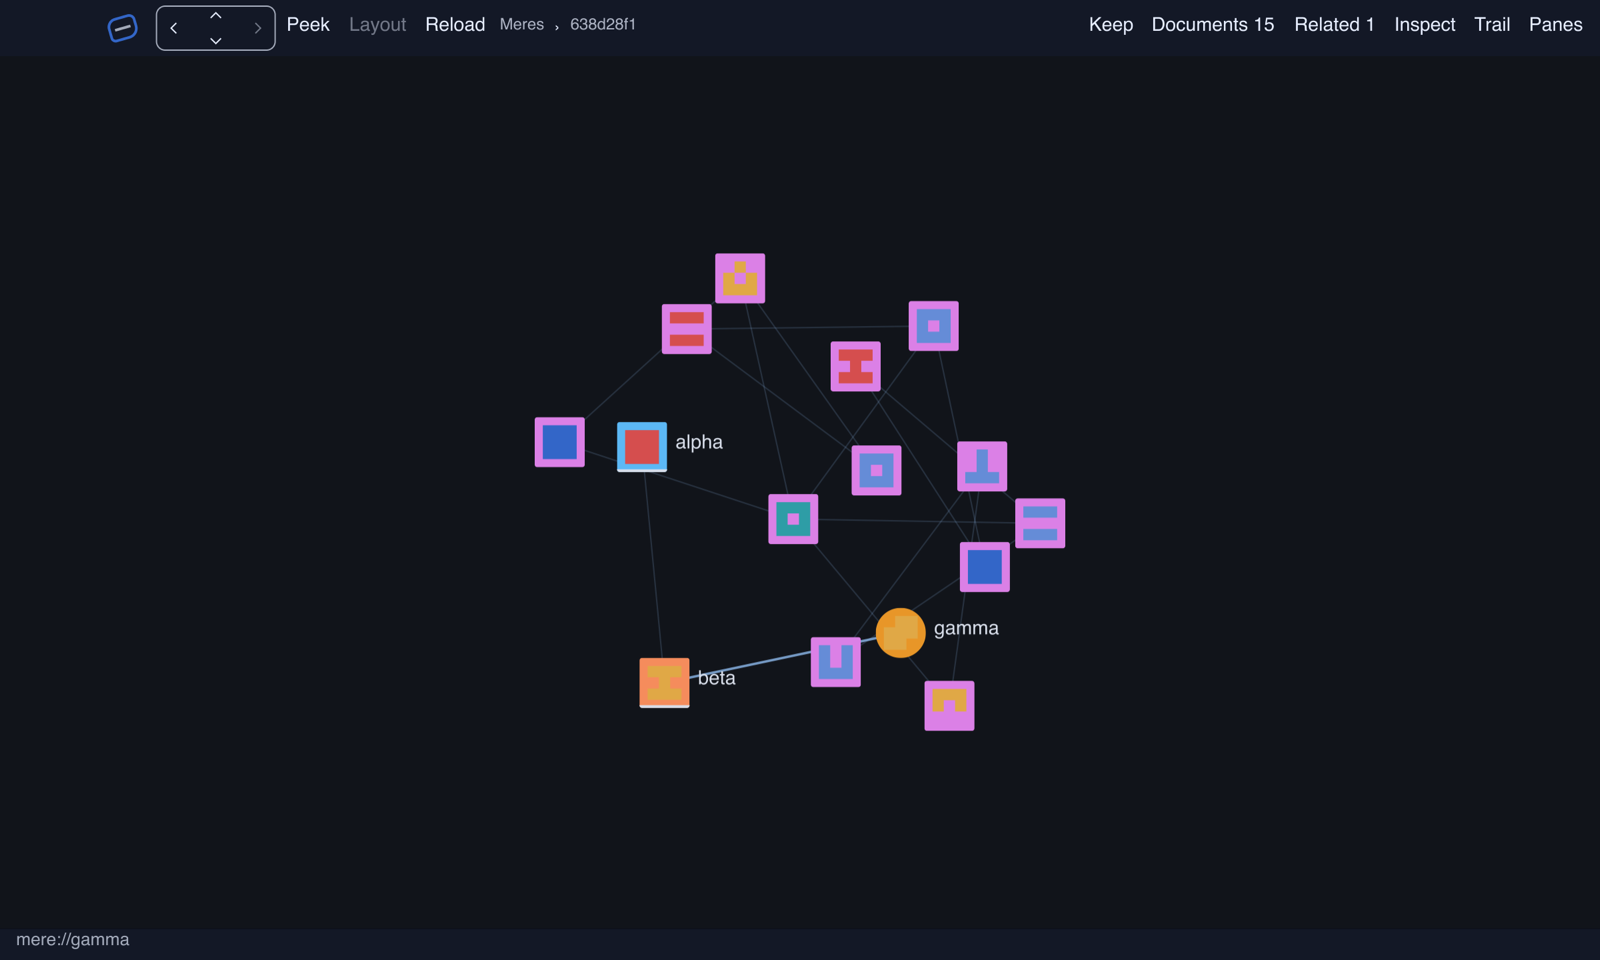 Peek Layout Reload Meres › 638d28f1 Keep Documents 15 Related 1 Inspect Trail Panes
alpha
gamma
beta
mere://gamma